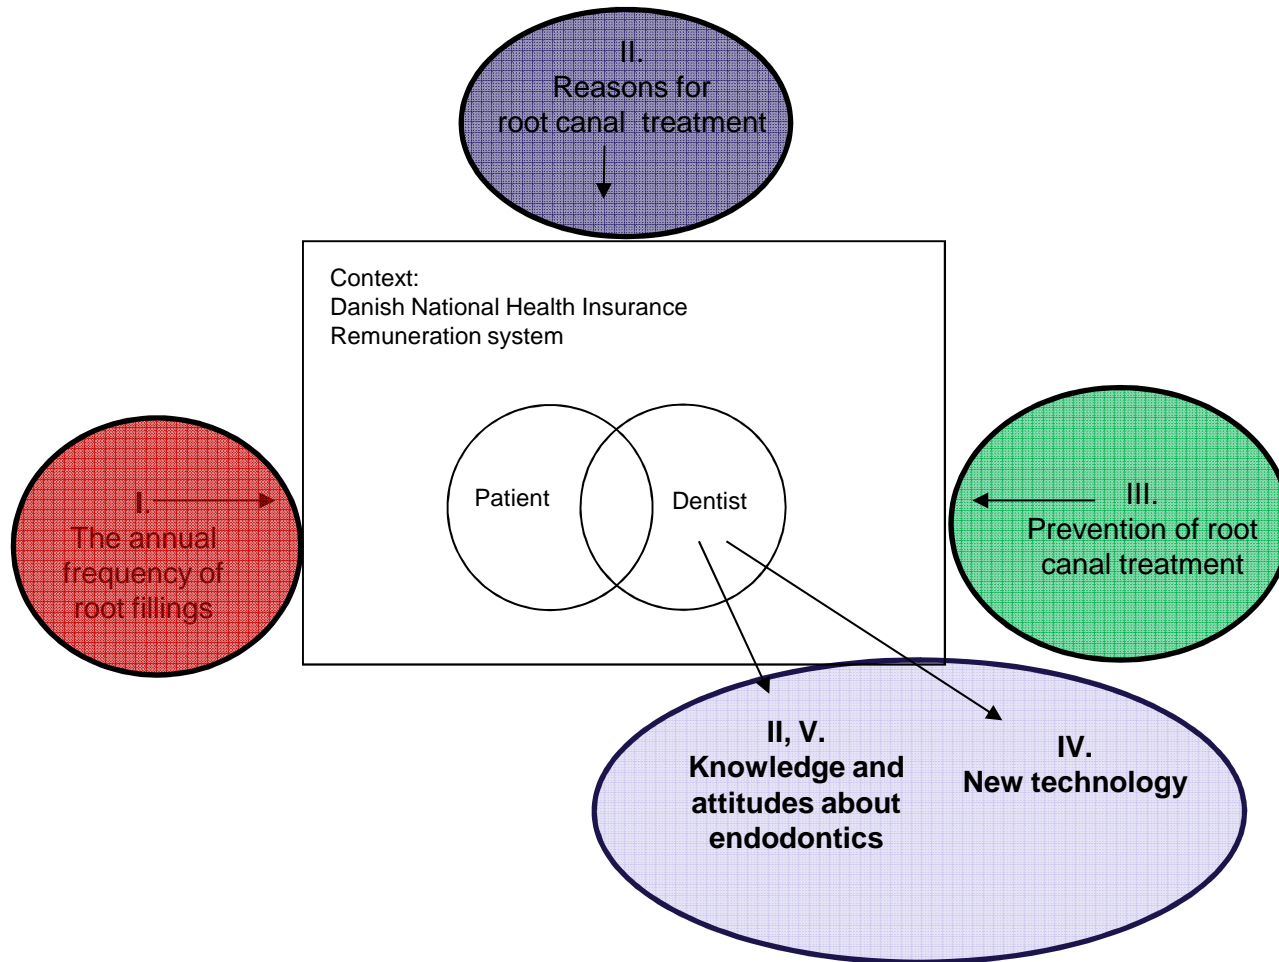 II.
Reasons for
root canal treatment
Context:
Danish National Health Insurance
Remuneration system
Patient
Dentist
I.
The annual
frequency of
root fillings
III.
Prevention of root
canal treatment
II, V.
Knowledge and
attitudes about
endodontics
IV.
New technology